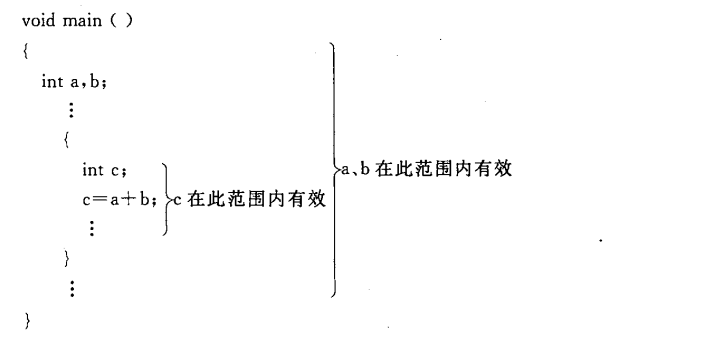 void main ( )
{
int a,b;
⋮
{
int c;
c=a+b; c 在此范围内有效
⋮
}
⋮
}
a、b 在此范围内有效